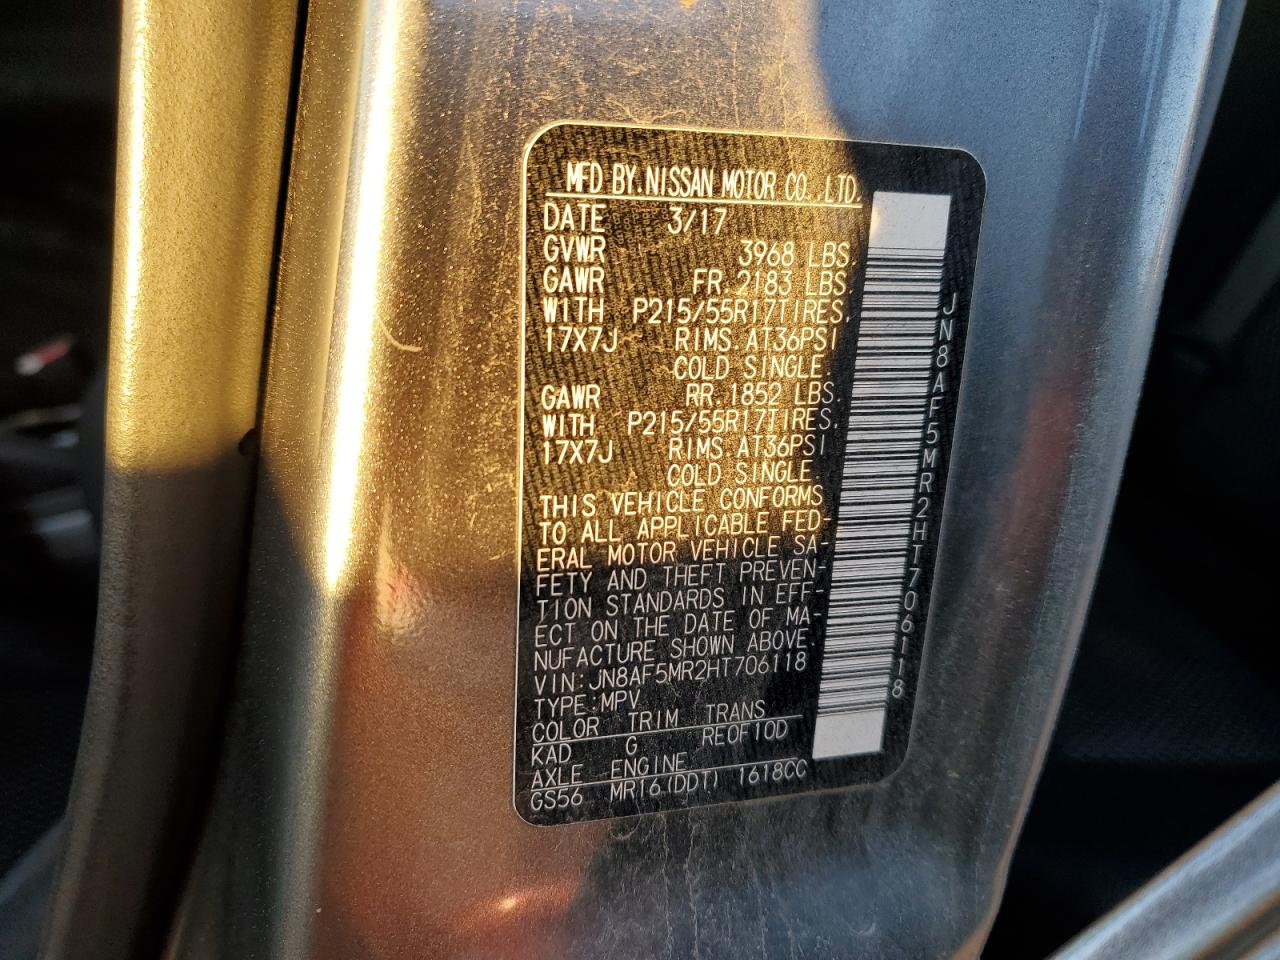 MFD BY NISSAN MOTOR CO.,LTD.
DATE 3/17
GVWR 3968 LBS.
GAWR FR. 2183 LBS.
WITH P215/55R17TIRES,
17X7J RIMS. AT36PSI
COLD SINGLE.
GAWR RR. 1852 LBS.
WITH P215/55R17TIRES,
17X7J RIMS. AT36PSI
COLD SINGLE.
THIS VEHICLE CONFORMS
TO ALL APPLICABLE FED-
ERAL MOTOR VEHICLE SA-
FETY AND THEFT PREVEN-
TION STANDARDS IN EFF-
ECT ON THE DATE OF MA-
NUFACTURE SHOWN ABOVE
VIN:JN8AF5MR2HT706118
TYPE:MPV
COLOR TRIM TRANS
KAD G RE0F10D
AXLE ENGINE
GS56 MR16(DDT) 1618CC
JN8AF5MR2HT706118